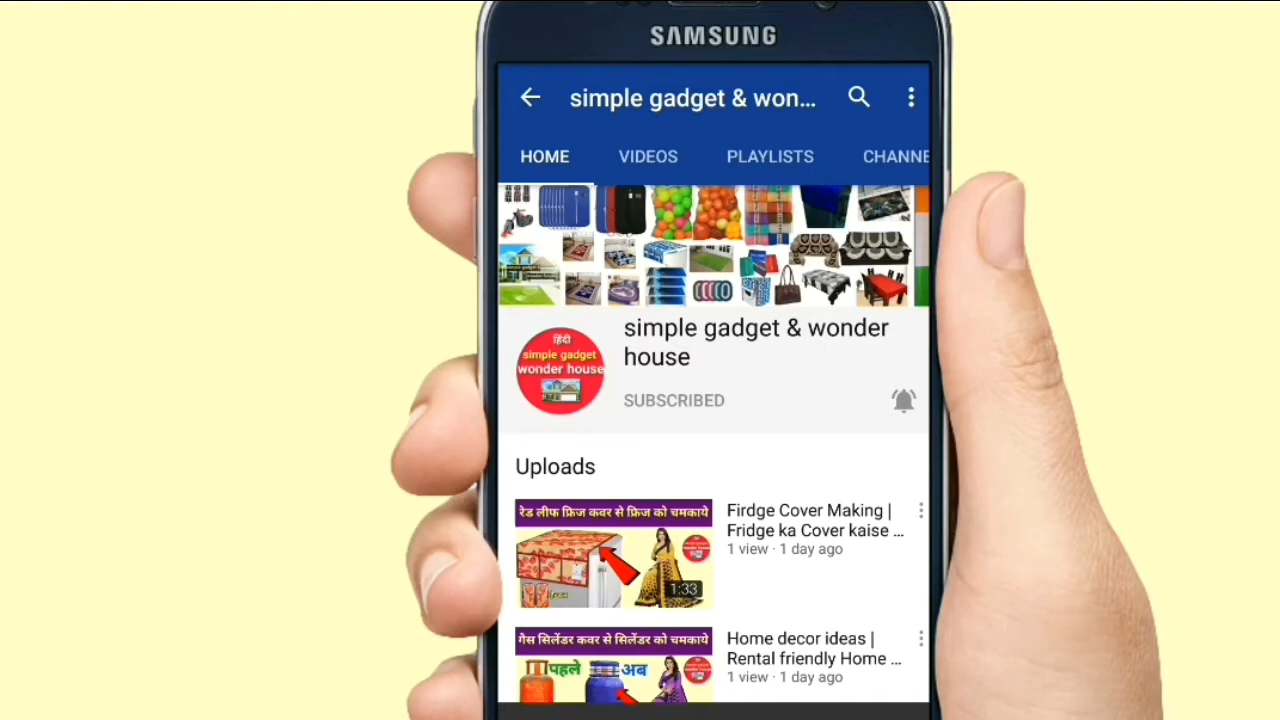 SAMSUNG
simple gadget & won...
HOME VIDEOS PLAYLISTS CHANNE
simple gadget & wonder
house
हिंदी
simple gadget
wonder house
SUBSCRIBED
Uploads
रेड लीफ फ्रिज कवर से फ्रिज को चमकाये
Firdge Cover Making |
Fridge ka Cover kaise ...
1 view · 1 day ago
1:33
गैस सिलेंडर कवर से सिलेंडर को चमकाये
Home decor ideas |
Rental friendly Home ...
1 view · 1 day ago
पहले अब